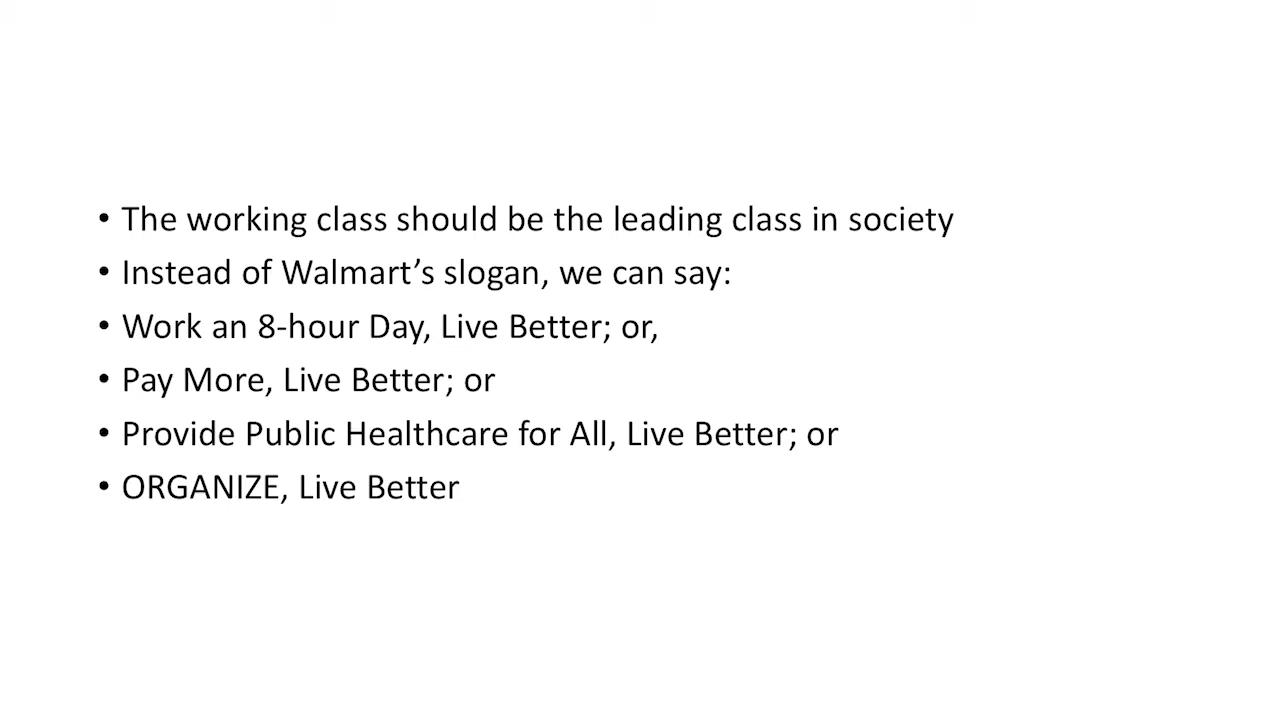 • The working class should be the leading class in society
• Instead of Walmart’s slogan, we can say:
• Work an 8-hour Day, Live Better; or,
• Pay More, Live Better; or
• Provide Public Healthcare for All, Live Better; or
• ORGANIZE, Live Better